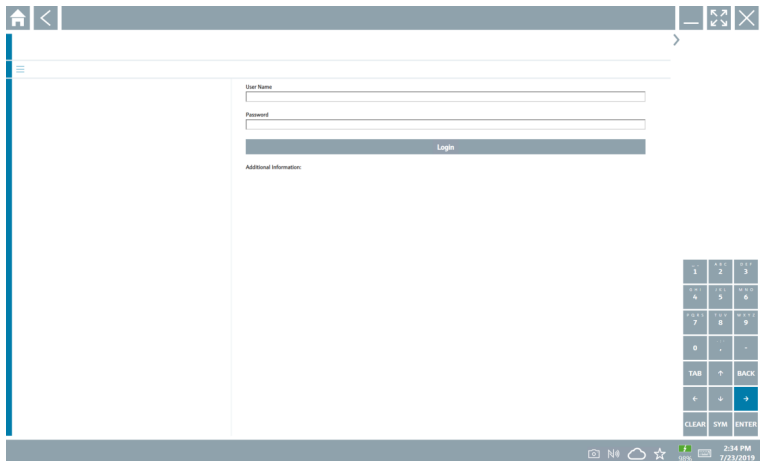 User Name
Password
Login
Additional Information:
1
ABC
2
DEF
3
GHI
4
JKL
5
MNO
6
PQRS
7
TUV
8
WXYZ
9
0
.
-
TAB
↑
BACK
←
↓
→
CLEAR
SYM
ENTER
98%
2:34 PM
7/23/2019